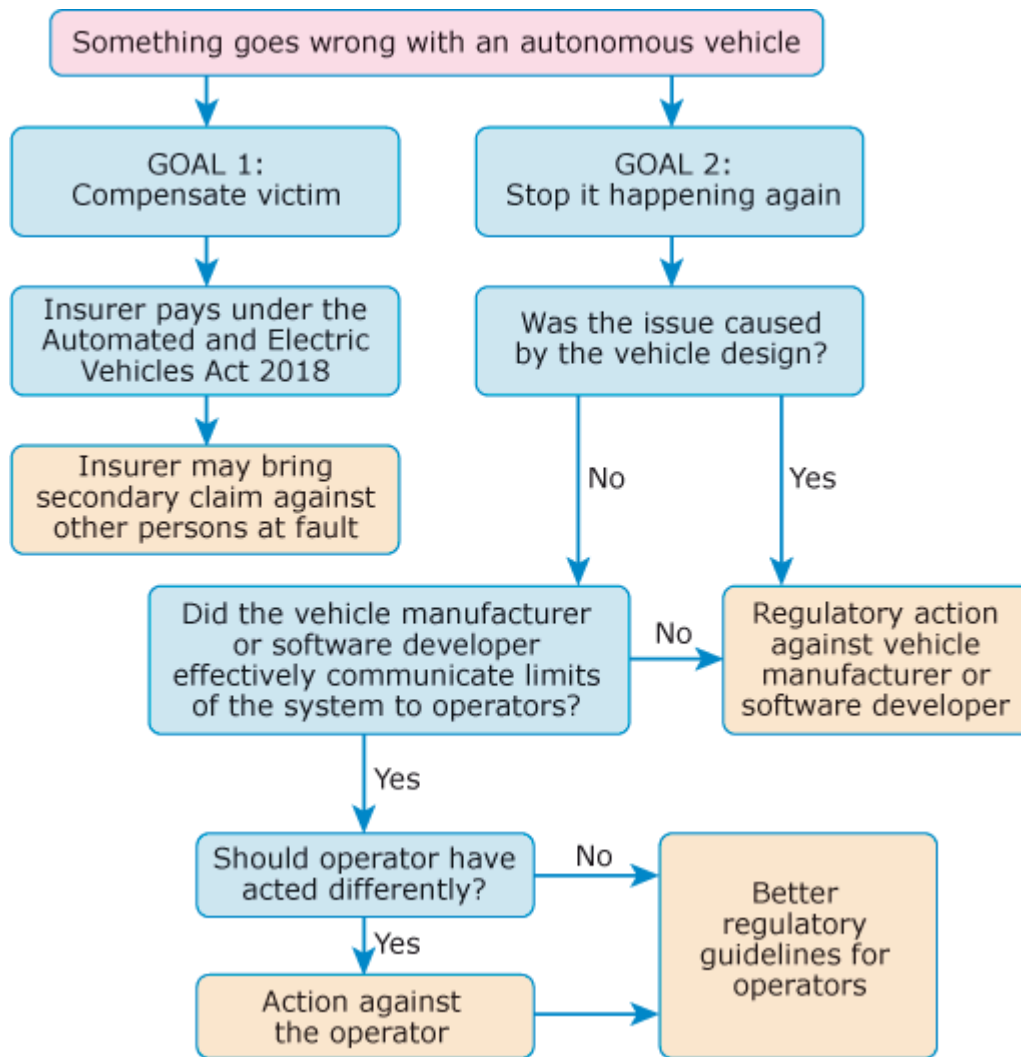 Something goes wrong with an autonomous vehicle
GOAL 1:
Compensate victim
GOAL 2:
Stop it happening again
Insurer pays under the
Automated and Electric
Vehicles Act 2018
Was the issue caused
by the vehicle design?
Insurer may bring
secondary claim against
other persons at fault
No
Yes
Did the vehicle manufacturer
or software developer
effectively communicate limits
of the system to operators?
No
Regulatory action
against vehicle
manufacturer or
software developer
Yes
Should operator have
acted differently?
No
Better
regulatory
guidelines for
operators
Yes
Action against
the operator